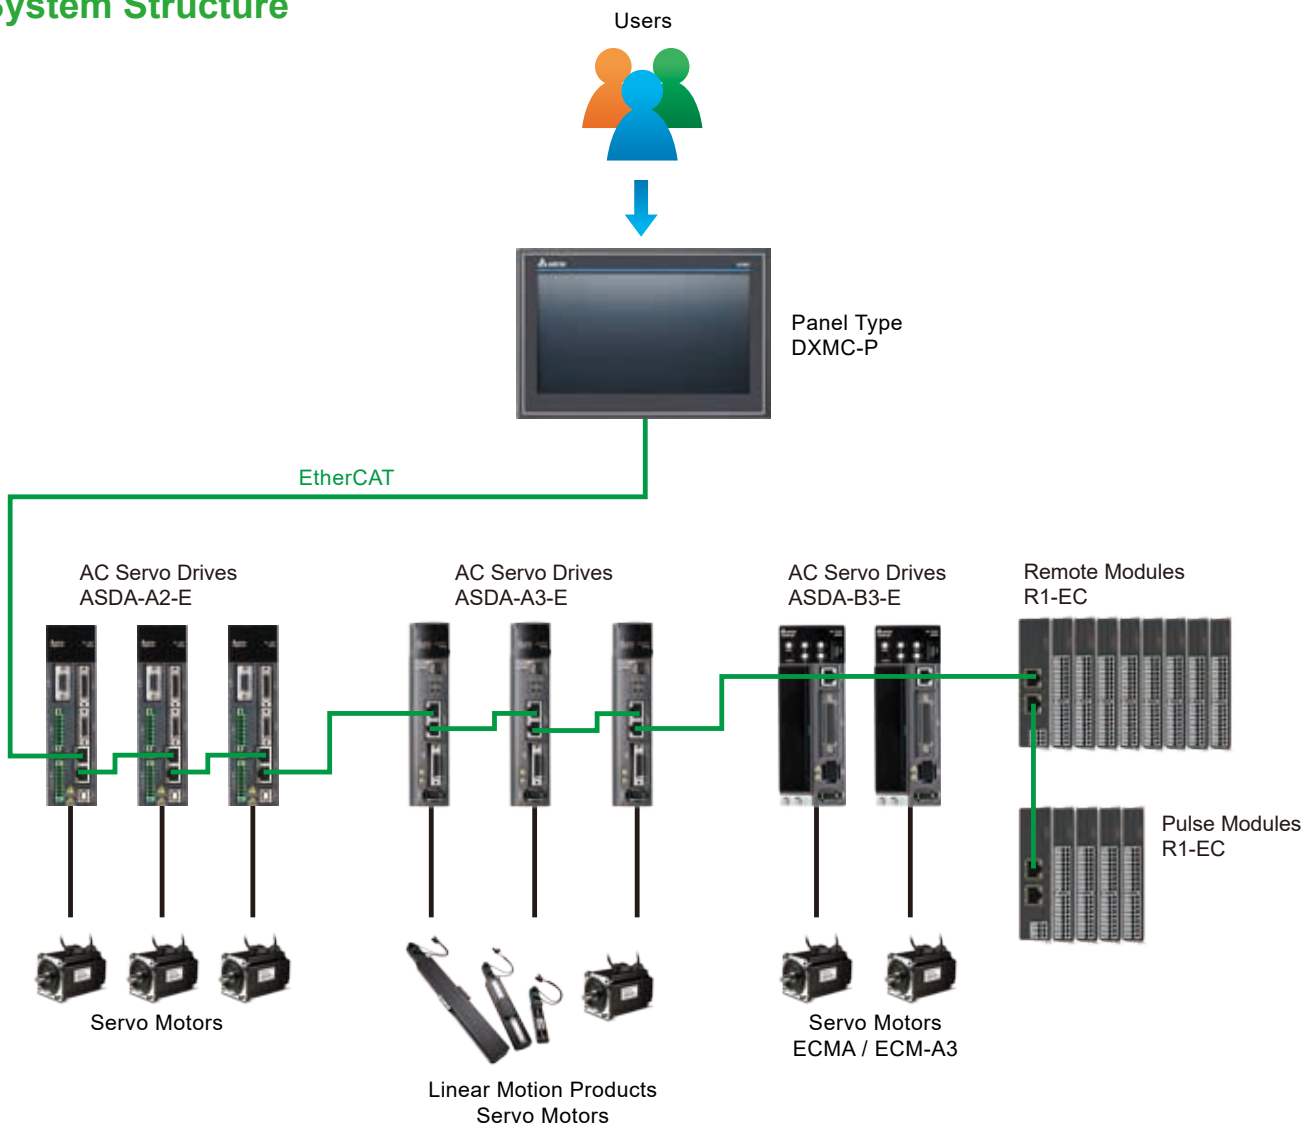 System Structure
Users
Panel Type
DXMC-P
EtherCAT
AC Servo Drives
ASDA-A2-E
AC Servo Drives
ASDA-A3-E
AC Servo Drives
ASDA-B3-E
Remote Modules
R1-EC
Pulse Modules
R1-EC
Servo Motors
Linear Motion Products
Servo Motors
Servo Motors
ECMA / ECM-A3